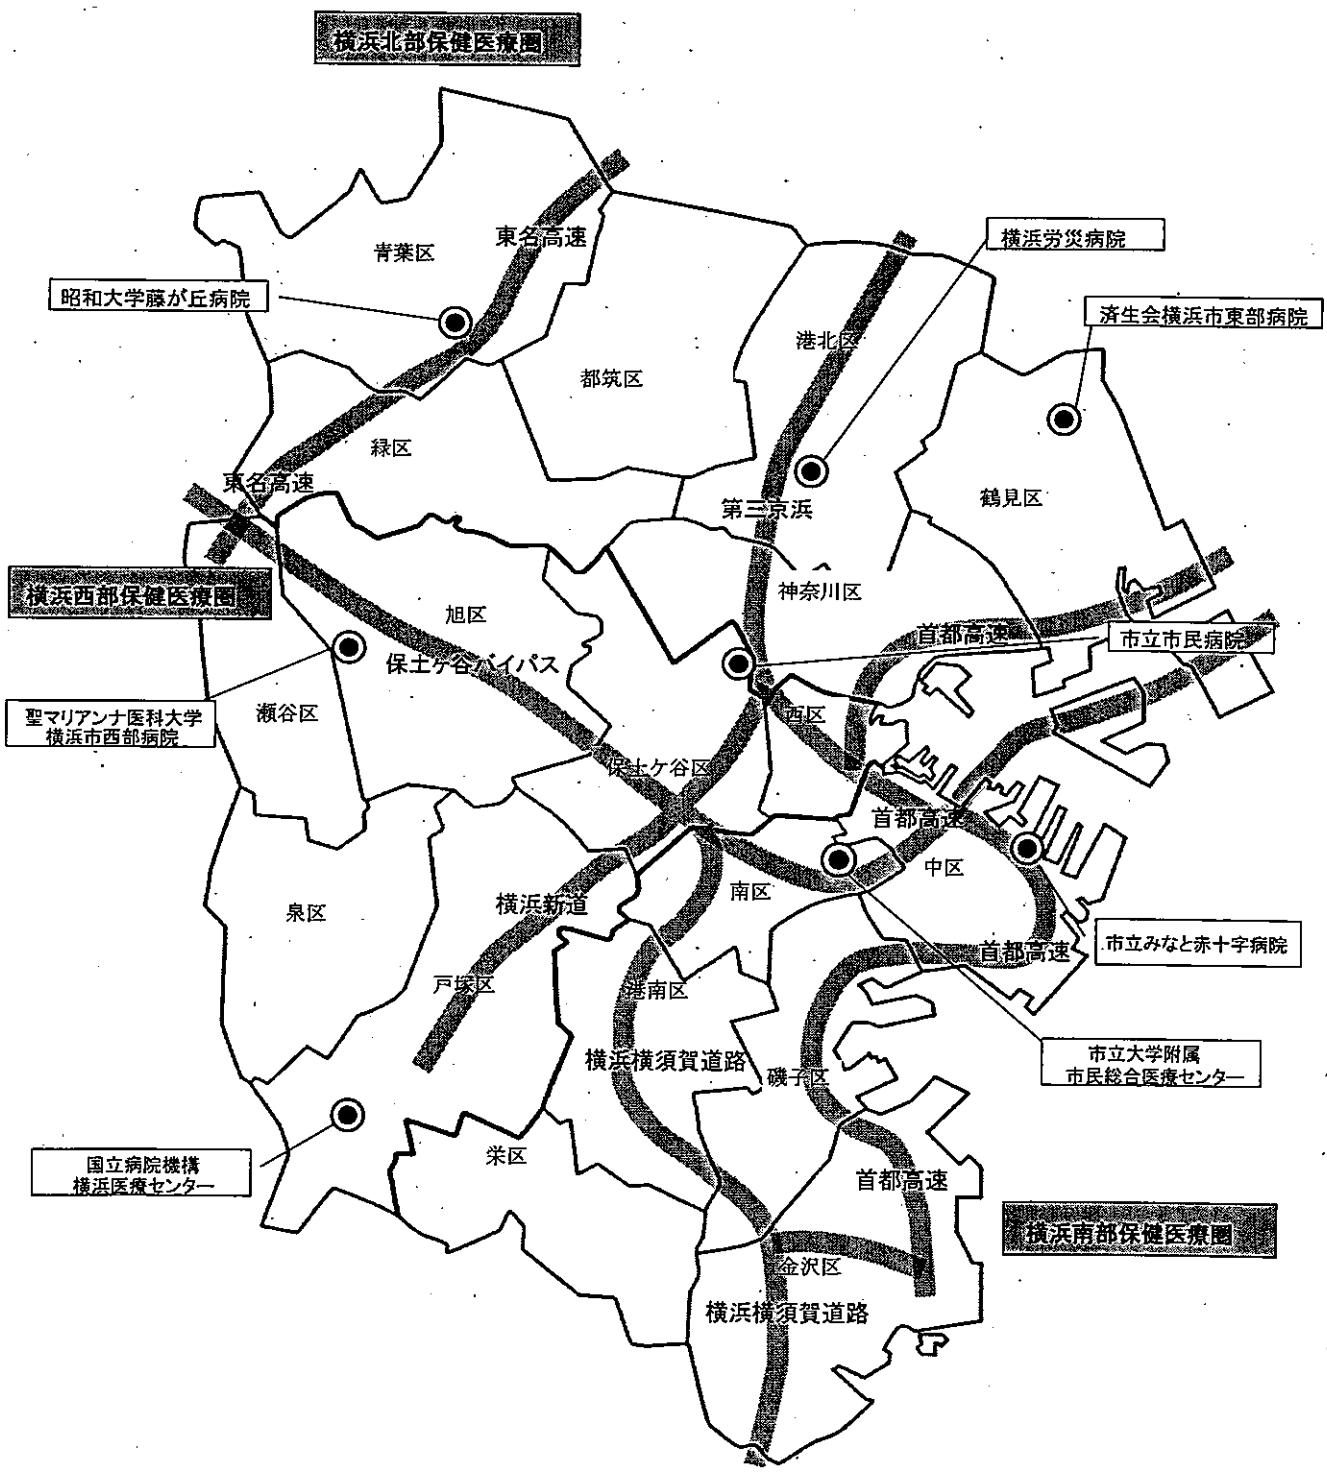 横浜北部保健医療圏
横浜労災病院
東名高速
青葉区
昭和大学藤が丘病院
済生会横浜市東部病院
港北区
都筑区
緑区
東名高速
鶴見区
第三京浜
神奈川区
横浜西部保健医療圏
旭区
首都高速
市立市民病院
保土ヶ谷バイパス
聖マリアンナ医科大学
横浜市西部病院
瀬谷区
西区
保土ケ谷区
首都高速
中区
南区
横浜新道
泉区
市立みなと赤十字病院
首都高速
戸塚区
港南区
市立大学附属
市民総合医療センター
横浜横須賀道路
磯子区
国立病院機構
横浜医療センター
栄区
首都高速
横浜南部保健医療圏
金沢区
横浜横須賀道路